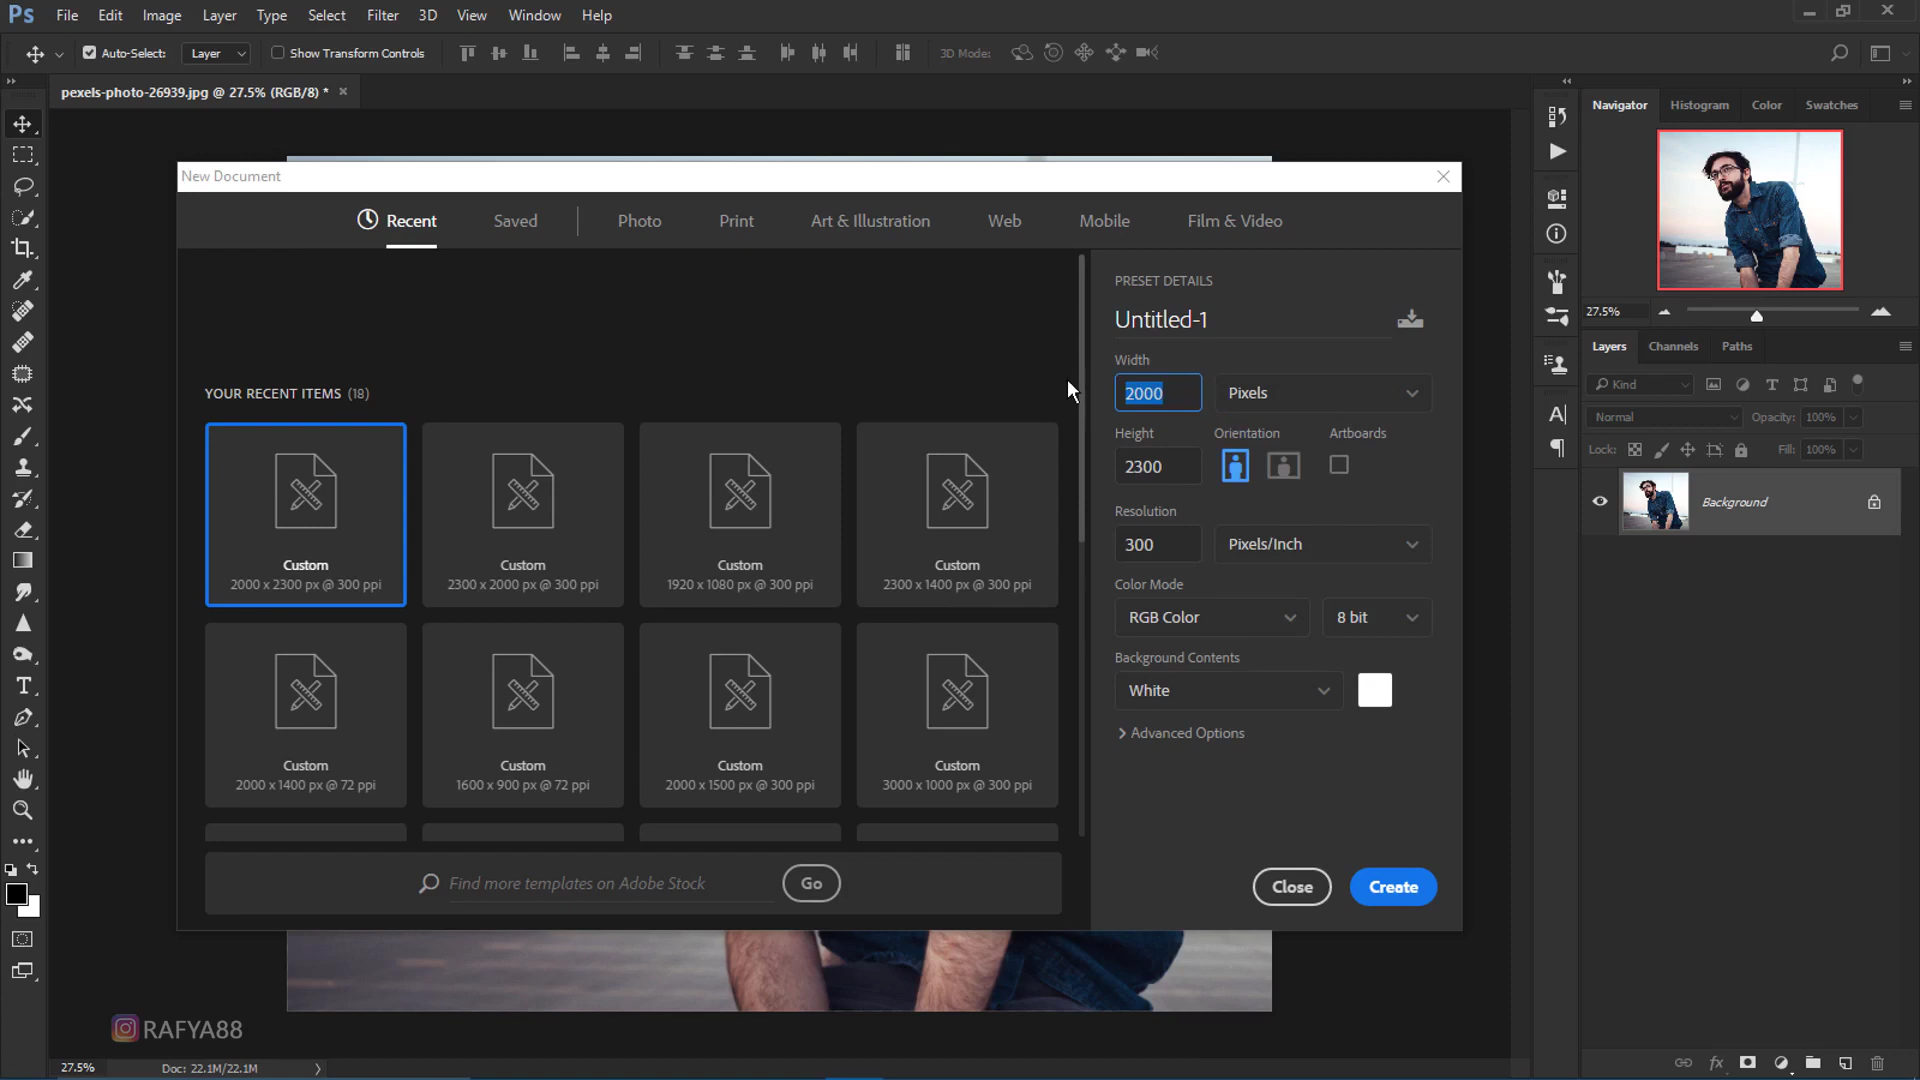 Ps File Edit Image Layer Type Select Filter 3D View Window Help
Auto-Select: Layer Show Transform Controls 3D Mode:
pexels-photo-26939.jpg @ 27.5% (RGB/8) *
Navigator Histogram Color Swatches
New Document
Recent Saved Photo Print Art & Illustration Web Mobile Film & Video
PRESET DETAILS
Untitled-1
27.5%
Width
Layers Channels Paths
2000 Pixels
Kind
YOUR RECENT ITEMS (18)
Normal Opacity: 100%
Height Orientation Artboards
2300
Lock: Fill: 100%
Background
Resolution
300 Pixels/Inch
Custom Custom Custom Custom
2000 x 2300 px @ 300 ppi 2300 x 2000 px @ 300 ppi 1920 x 1080 px @ 300 ppi 2300 x 1400 px @ 300 ppi
Color Mode
RGB Color 8 bit
Background Contents
White
Advanced Options
Custom Custom Custom Custom
2000 x 1400 px @ 72 ppi 1600 x 900 px @ 72 ppi 2000 x 1500 px @ 300 ppi 3000 x 1000 px @ 300 ppi
Find more templates on Adobe Stock Go
Close Create
RAFYA88
27.5% Doc: 22.1M/22.1M
fx